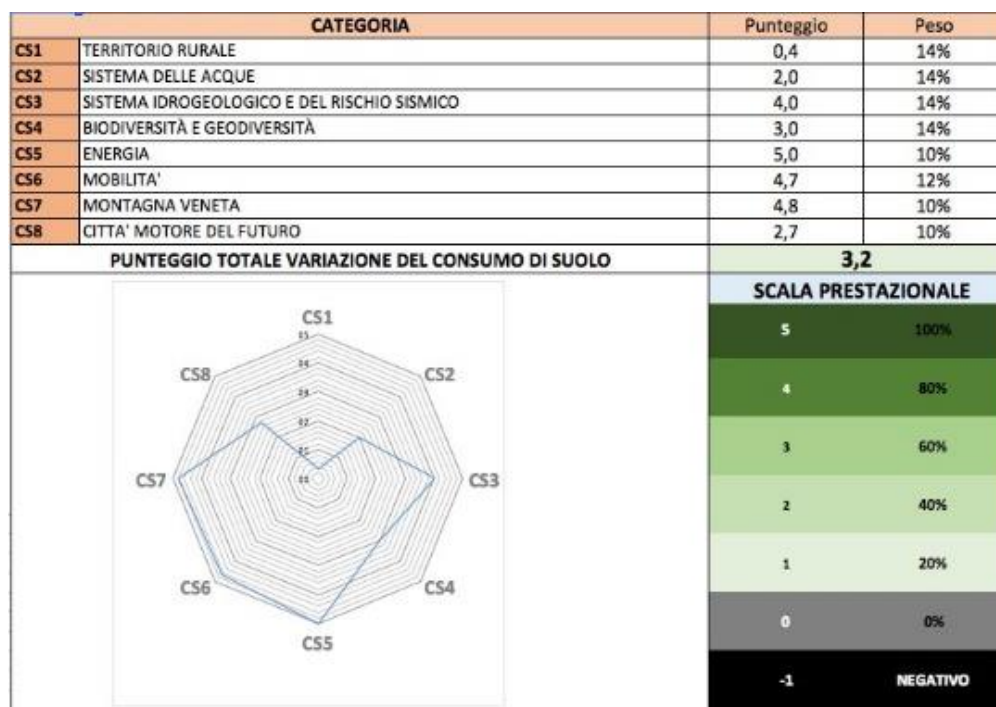 CATEGORIA Punteggio Peso
CS1 TERRITORIO RURALE 0,4 14%
CS2 SISTEMA DELLE ACQUE 2,0 14%
CS3 SISTEMA IDROGEOLOGICO E DEL RISCHIO SISMICO 4,0 14%
CS4 BIODIVERSITÀ E GEODIVERSITÀ 3,0 14%
CS5 ENERGIA 5,0 10%
CS6 MOBILITA' 4,7 12%
CS7 MONTAGNA VENETA 4,8 10%
CS8 CITTA' MOTORE DEL FUTURO 2,7 10%
PUNTEGGIO TOTALE VARIAZIONE DEL CONSUMO DI SUOLO 3,2
SCALA PRESTAZIONALE
5 100%
4 80%
3 60%
2 40%
1 20%
0 0%
-1 NEGATIVO
CS1
CS2
CS3
CS4
CS5
CS6
CS7
CS8